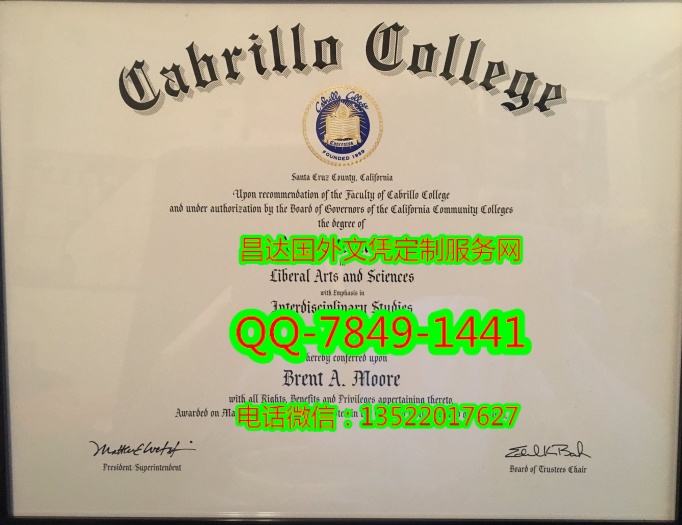 Cabrillo College
Cabrillo College
FOUNDED 1959
Santa Cruz County, California
Upon recommendation of the Faculty of Cabrillo College
and under authorization by the Board of Governors of the California Community Colleges
the degree of
昌达国外文凭定制服务网
Liberal Arts and Sciences
with Emphasis in
Interdisciplinary Studies
QQ-7849-1441
hereby conferred upon
Brent A. Moore
with all Rights, Benefits and Privileges appertaining thereto
Awarded on
电话微信：13522017627
President Superintendent
Board of Trustees Chair